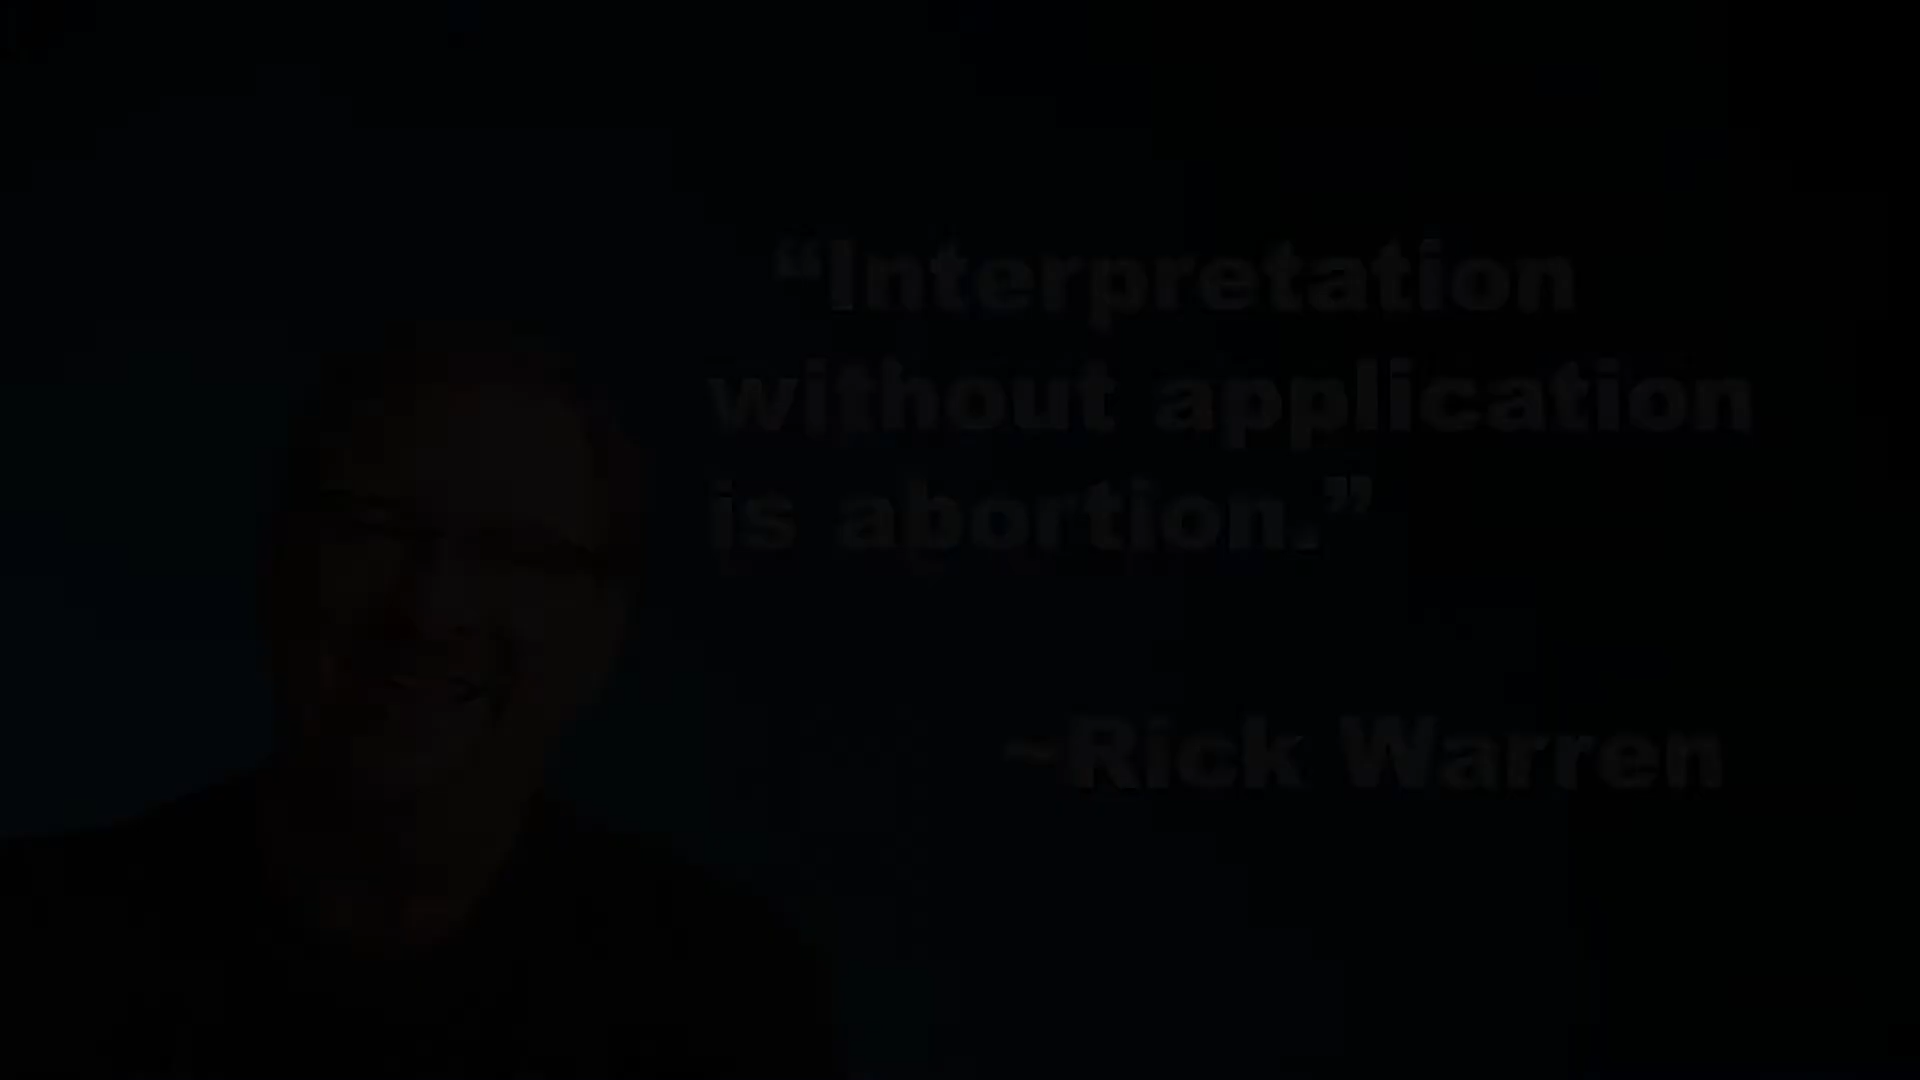 “Interpretation
without application
is abortion.”
~Rick Warren